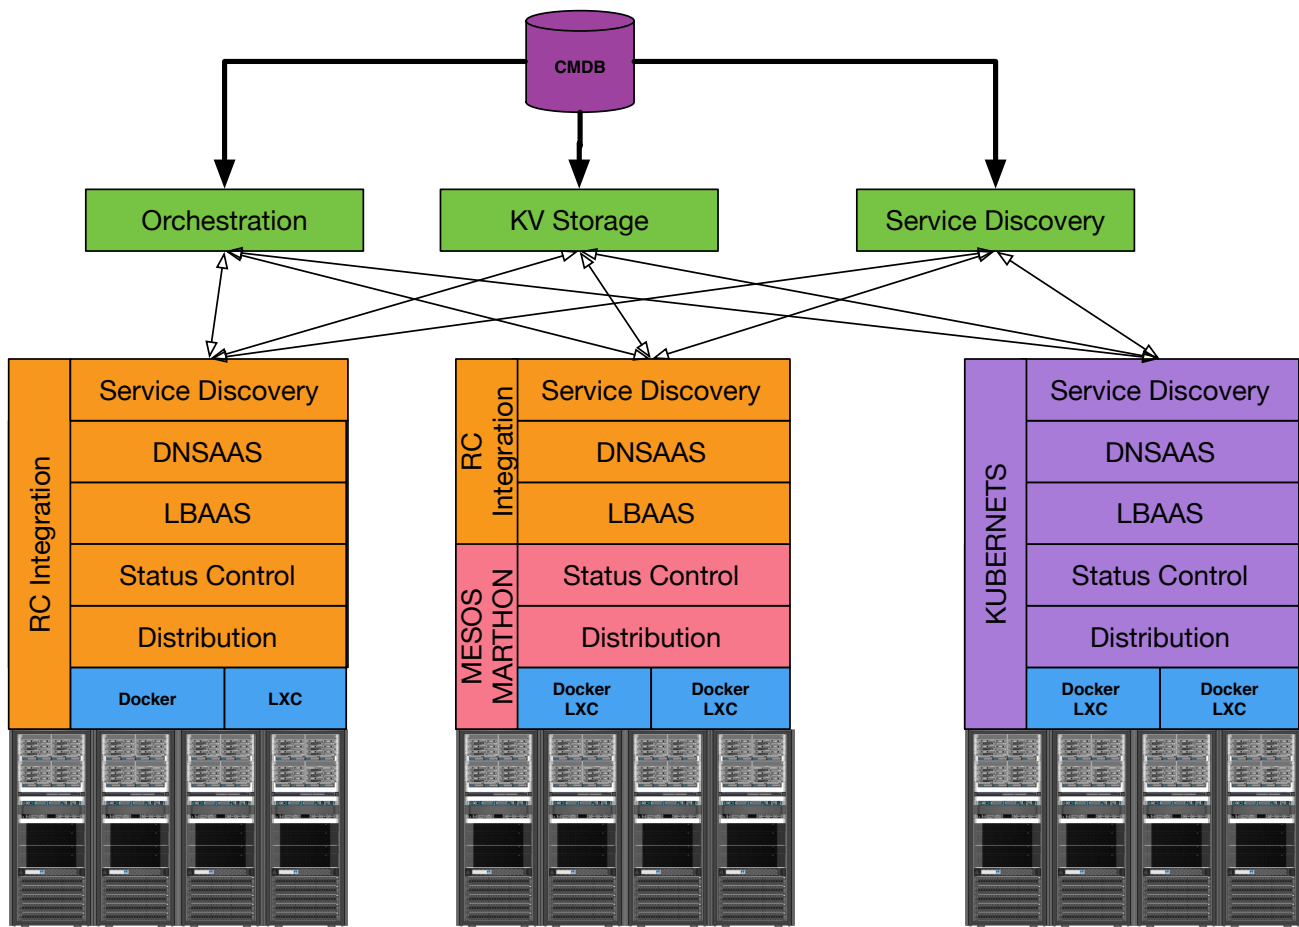 CMDB
Orchestration
KV Storage
Service Discovery
RC Integration
Service Discovery
DNSAAS
LBAAS
Status Control
Distribution
Docker
LXC
RC
Integration
MESOS
MARTHON
Service Discovery
DNSAAS
LBAAS
Status Control
Distribution
Docker
LXC
Docker
LXC
KUBERNETS
Service Discovery
DNSAAS
LBAAS
Status Control
Distribution
Docker
LXC
Docker
LXC